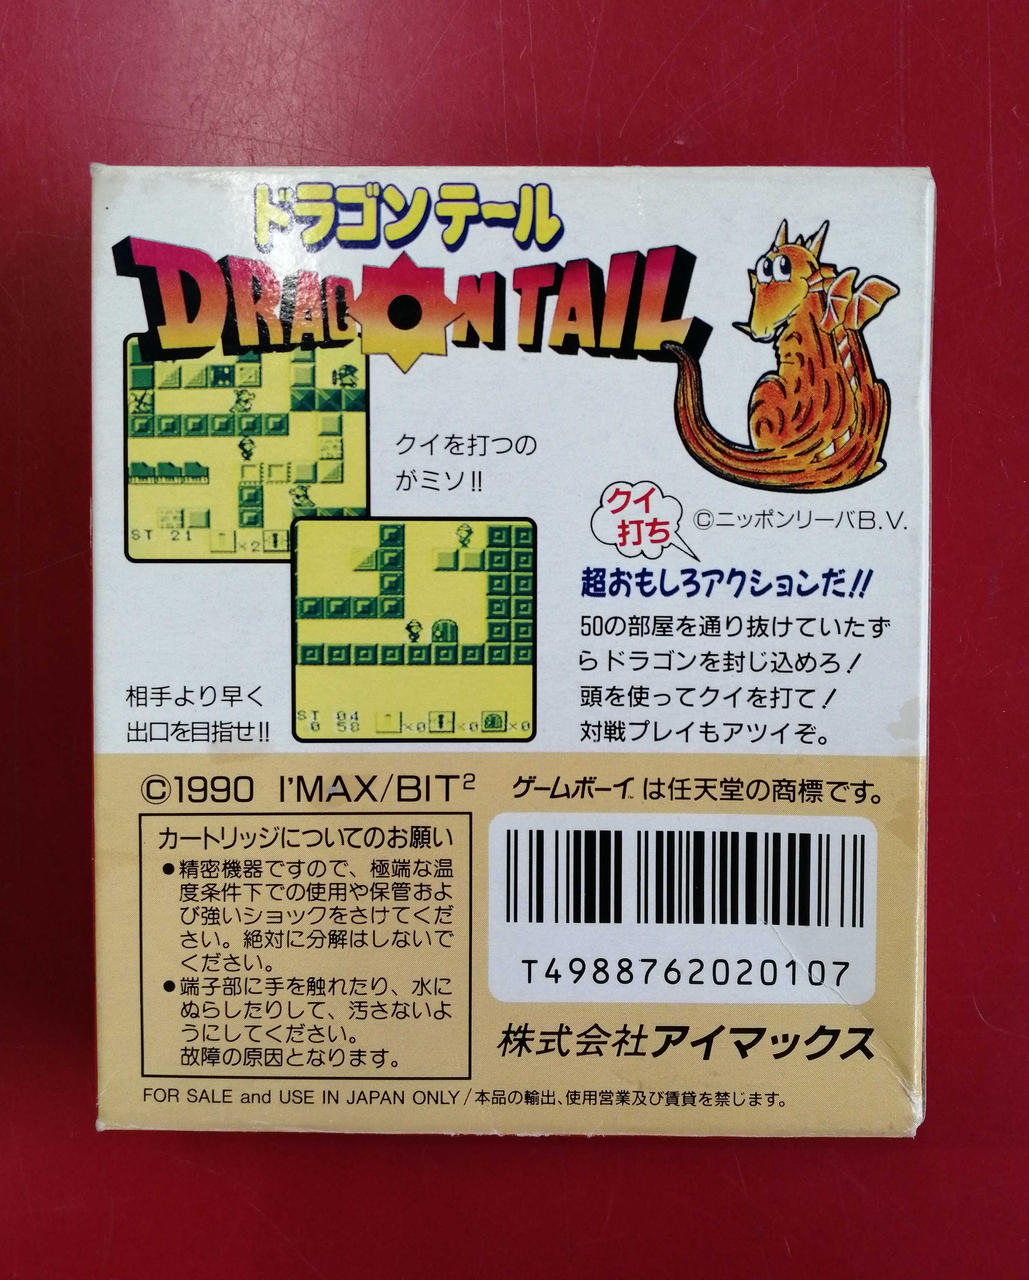 ドラゴンテール
DRAGON TAIL
クイを打つの
がミソ!!
ST 21
×2
クイ
打ち
©ニッポンリーバB.V.
超おもしろアクションだ!!
50の部屋を通り抜けていたず
らドラゴンを封じ込めろ!
頭を使ってクイを打て!
対戦プレイもアツイぞ。
ST 04
0 58 ×0 ×0 ×0
相手より早く
出口を目指せ!!
©1990 I'MAX/BIT²
ゲームボーイ™は任天堂の商標です。
カートリッジについてのお願い
●精密機器ですので、極端な温
度条件下での使用や保管およ
び強いショックをさけてくだ
さい。絶対に分解はしないで
ください。
●端子部に手を触れたり、水に
ぬらしたりして、汚さないよ
うにしてください。
故障の原因となります。
T4988762020107
株式会社アイマックス
FOR SALE and USE IN JAPAN ONLY/本品の輸出、使用営業及び賃貸を禁じます。